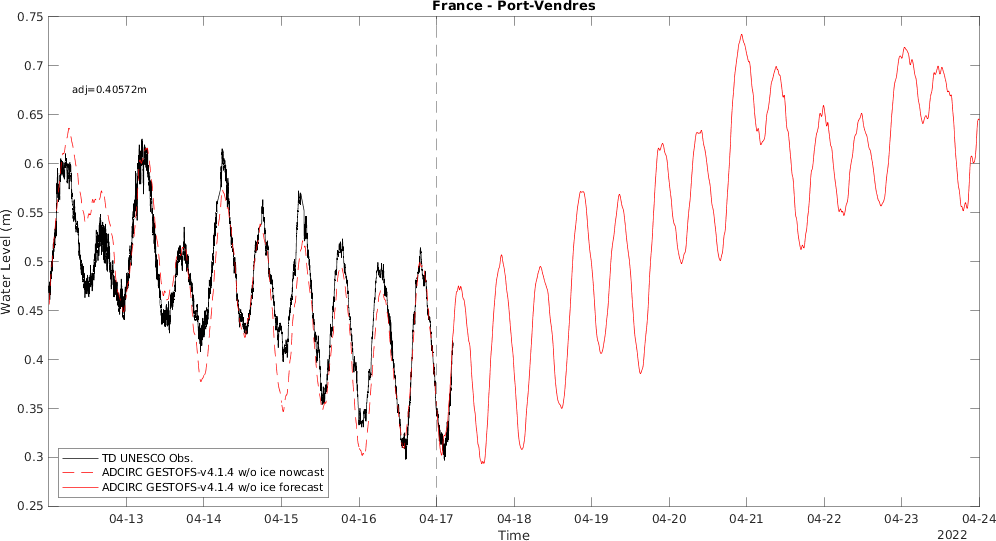 France - Port-Vendres
0.75
0.7
0.65
0.6
0.55
0.5
0.45
0.4
0.35
0.3
0.25
Water Level (m)
adj=0.40572m
TD UNESCO Obs.
ADCIRC GESTOFS-v4.1.4 w/o ice nowcast
ADCIRC GESTOFS-v4.1.4 w/o ice forecast
04-13 04-14 04-15 04-16 04-17 04-18 04-19 04-20 04-21 04-22 04-23 04-24
Time
2022